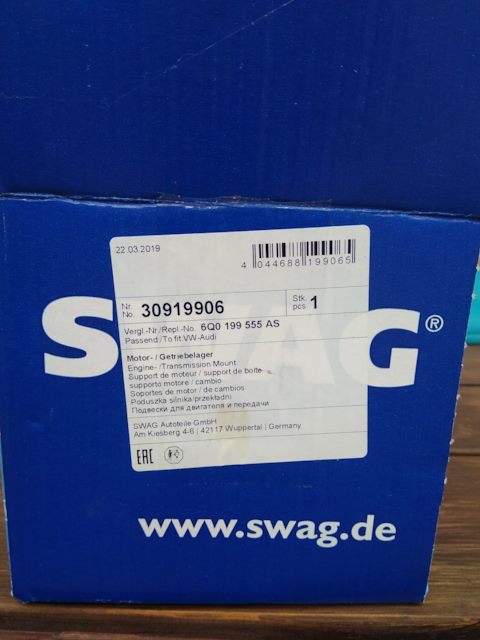 SWAG®
22.03.2019
4 044688 199065
Nr.
No. 30919906
Stk.
pcs 1
Vergl-Nr./Repl.-No. 6Q0 199 555 AS
Passend./To fit:VW-Audi
Motor- / Getriebelager
Engine- /Transmission Mount
Support de moteur / support de boîte
supporto motore / cambio
Soportes de motor / de cambios
Poduszka silnika/przekładni
Подвески для двигателя и передачи
SWAG Autoteile GmbH
Am Kiesberg 4-6 | 42117 Wuppertal | Germany
EAC
www.swag.de